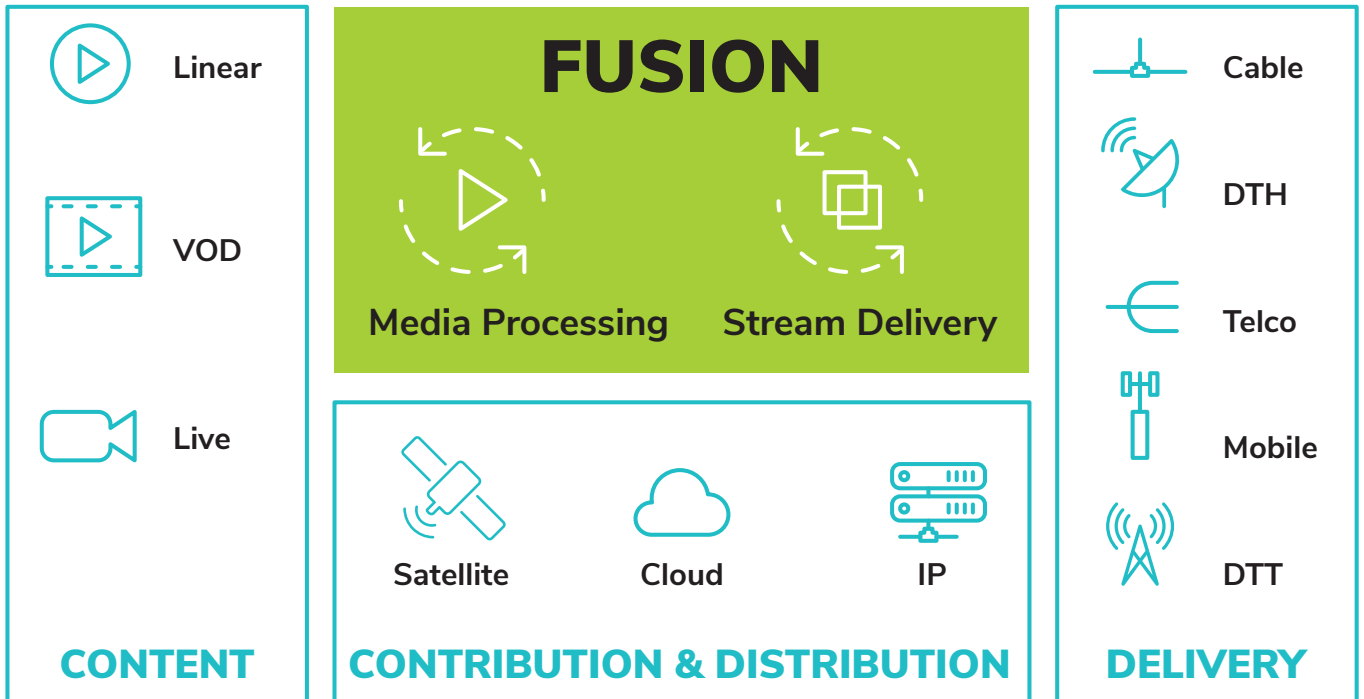 Linear
VOD
Live
CONTENT
FUSION
Media Processing
Stream Delivery
Satellite
Cloud
IP
CONTRIBUTION & DISTRIBUTION
Cable
DTH
Telco
Mobile
DTT
DELIVERY